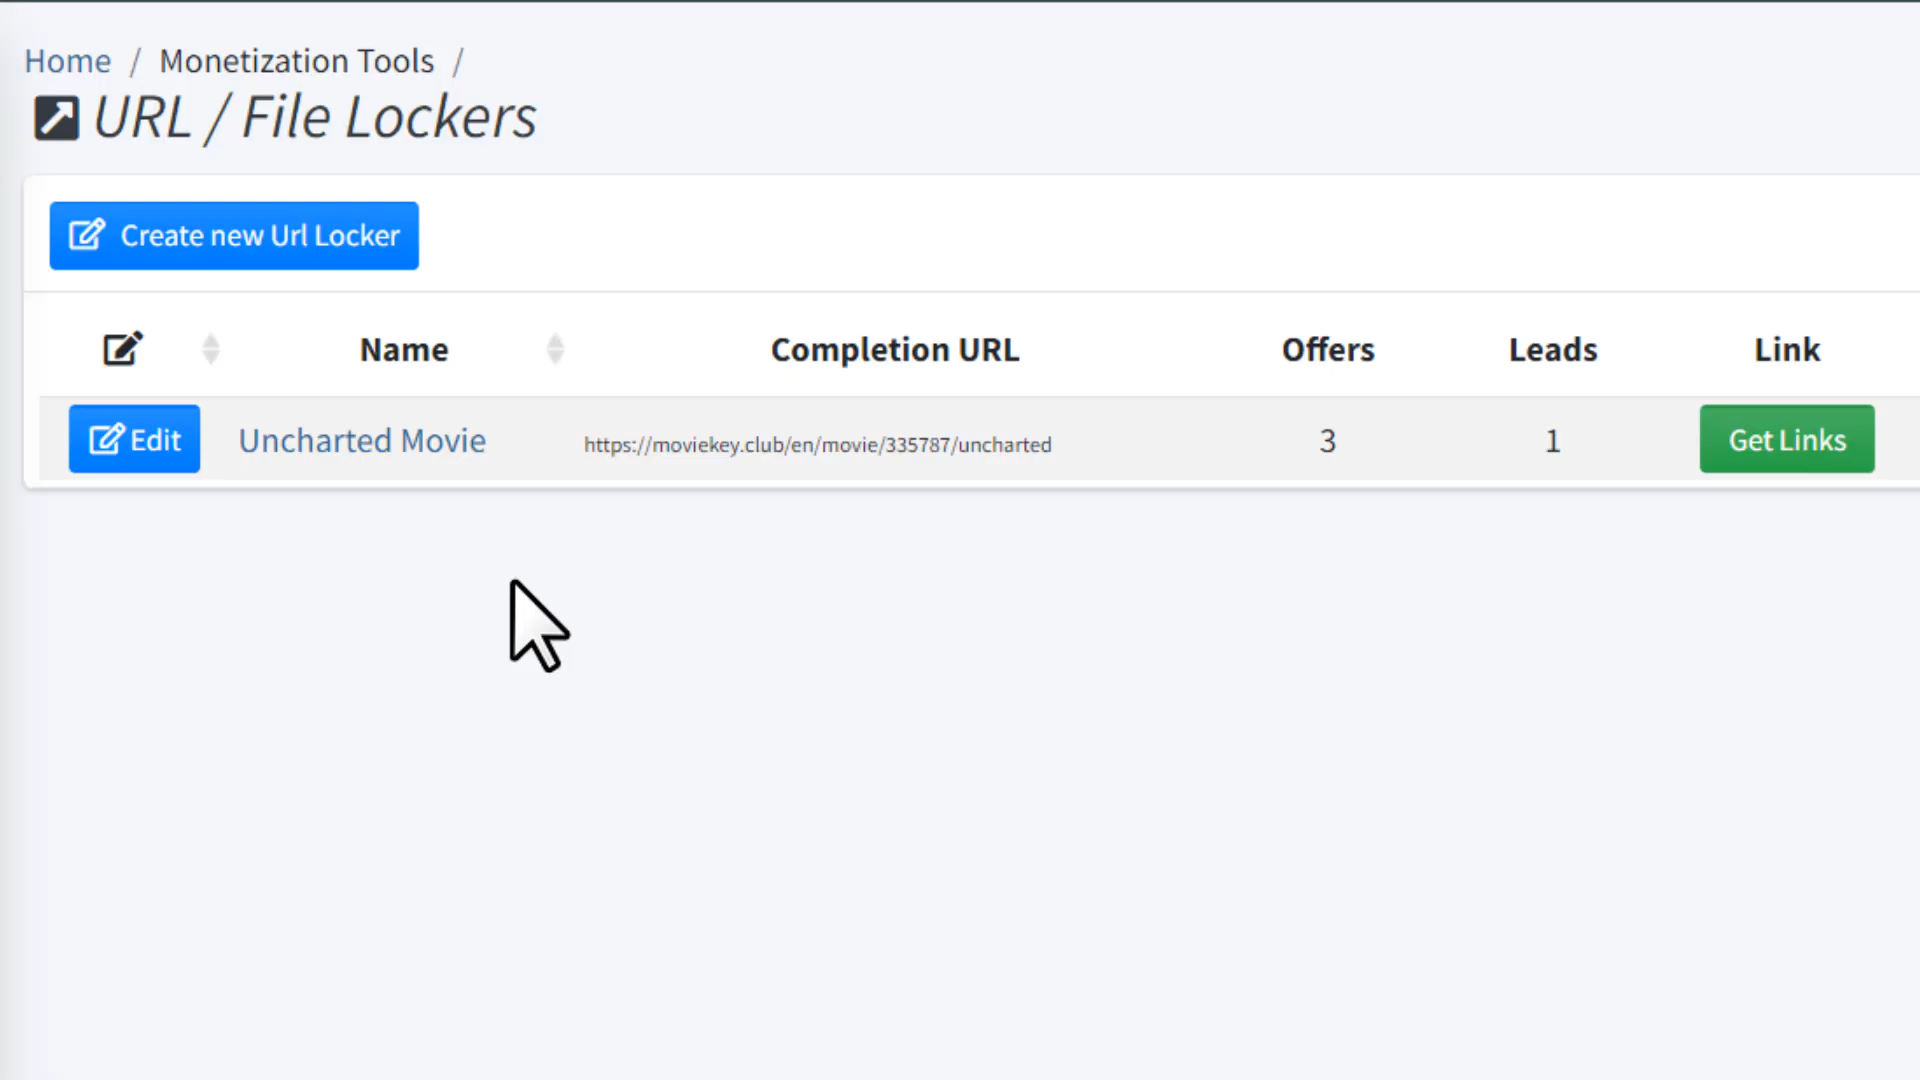 Home / Monetization Tools /
URL / File Lockers
Create new Url Locker
Name Completion URL Offers Leads Link
Edit Uncharted Movie https://moviekey.club/en/movie/335787/uncharted 3 1 Get Links